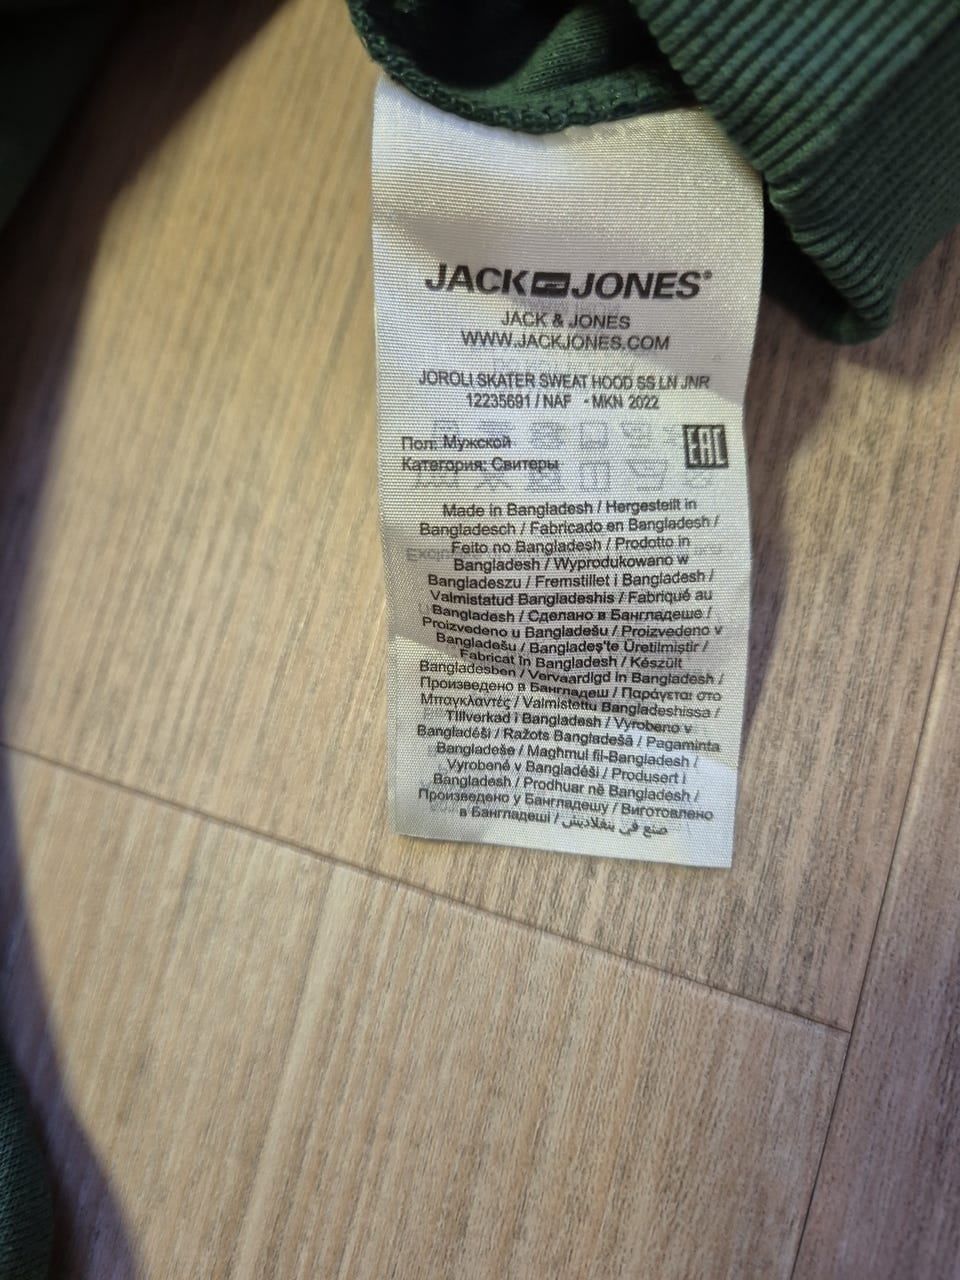 JACK JONES®
JACK & JONES
WWW.JACKJONES.COM
JOROLI SKATER SWEAT HOOD SS LN JNR
12235691 / NAF - MKN 2022
Пол: Мужской
Категория: Свитеры
EAC
Made in Bangladesh / Hergestellt in
Bangladesch / Fabricado en Bangladesh /
Feito no Bangladesh / Prodotto in
Bangladesh / Wyprodukowano w
Bangladeszu / Fremstillet i Bangladesh /
Valmistatud Bangladeshis / Fabriqué au
Bangladesh / Сделано в Бангладеше /
Proizvedeno u Bangladešu / Proizvedeno v
Bangladešu / Bangladeş'te Üretilmiştir /
Fabricat în Bangladesh / Készült
Bangladesben / Vervaardigd in Bangladesh /
Произведено в Бангладеш / Παράγεται στο
Μπαγκλαντές / Valmistettu Bangladeshissa /
Tillverkad i Bangladesh / Vyrobeno v
Bangladéši / Ražots Bangladešā / Pagaminta
Bangladeše / Magħmul fil-Bangladesh /
Vyrobené v Bangladéši / Produsert i
Bangladesh / Prodhuar në Bangladesh /
Произведено у Бангладешу / Виготовлено
в Бангладеші / صنع في بنغلاديش